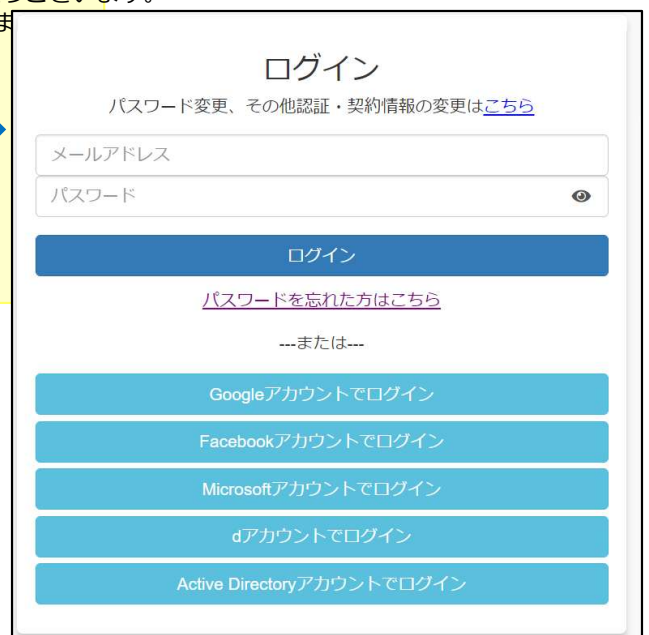 ございます。
ま
ログイン
パスワード変更、その他認証・契約情報の変更はこちら
メールアドレス
パスワード
ログイン
パスワードを忘れた方はこちら
---または---
Googleアカウントでログイン
Facebookアカウントでログイン
Microsoftアカウントでログイン
dアカウントでログイン
Active Directoryアカウントでログイン